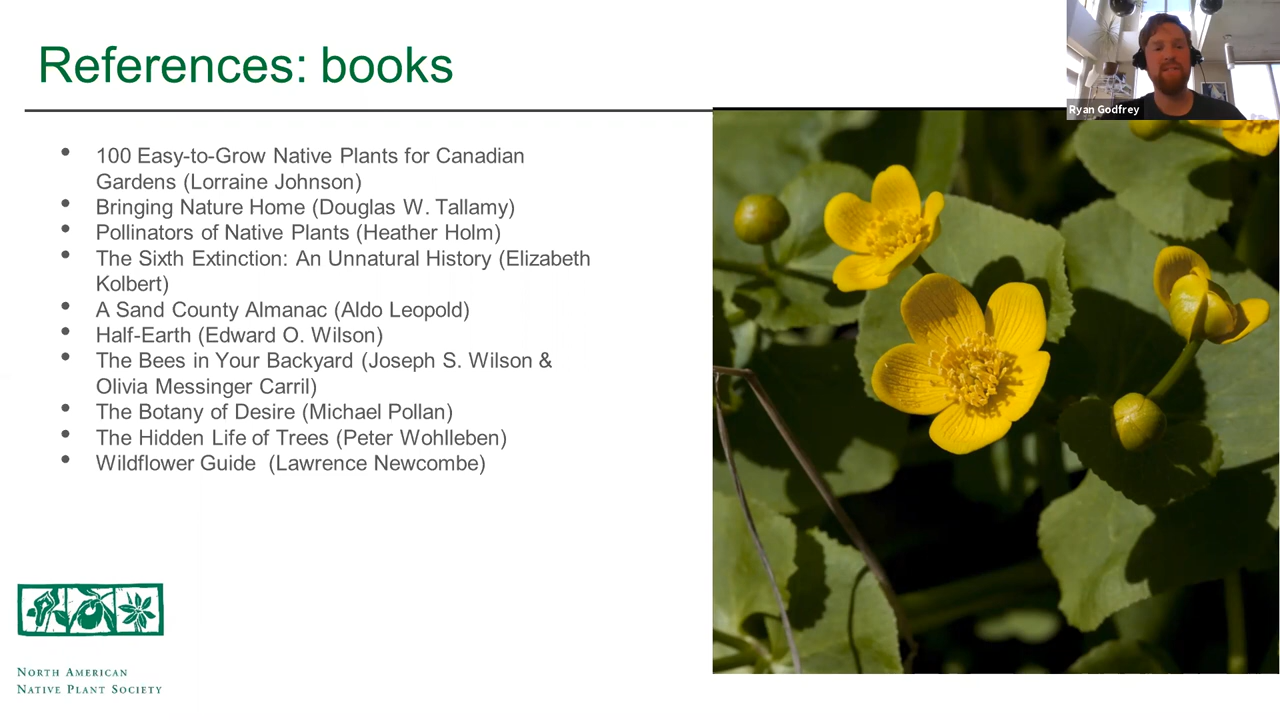 References: books
Ryan Godfrey
• 100 Easy-to-Grow Native Plants for Canadian
Gardens (Lorraine Johnson)
• Bringing Nature Home (Douglas W. Tallamy)
• Pollinators of Native Plants (Heather Holm)
• The Sixth Extinction: An Unnatural History (Elizabeth
Kolbert)
• A Sand County Almanac (Aldo Leopold)
• Half-Earth (Edward O. Wilson)
• The Bees in Your Backyard (Joseph S. Wilson &
Olivia Messinger Carril)
• The Botany of Desire (Michael Pollan)
• The Hidden Life of Trees (Peter Wohlleben)
• Wildflower Guide  (Lawrence Newcombe)
NORTH AMERICAN
NATIVE PLANT SOCIETY